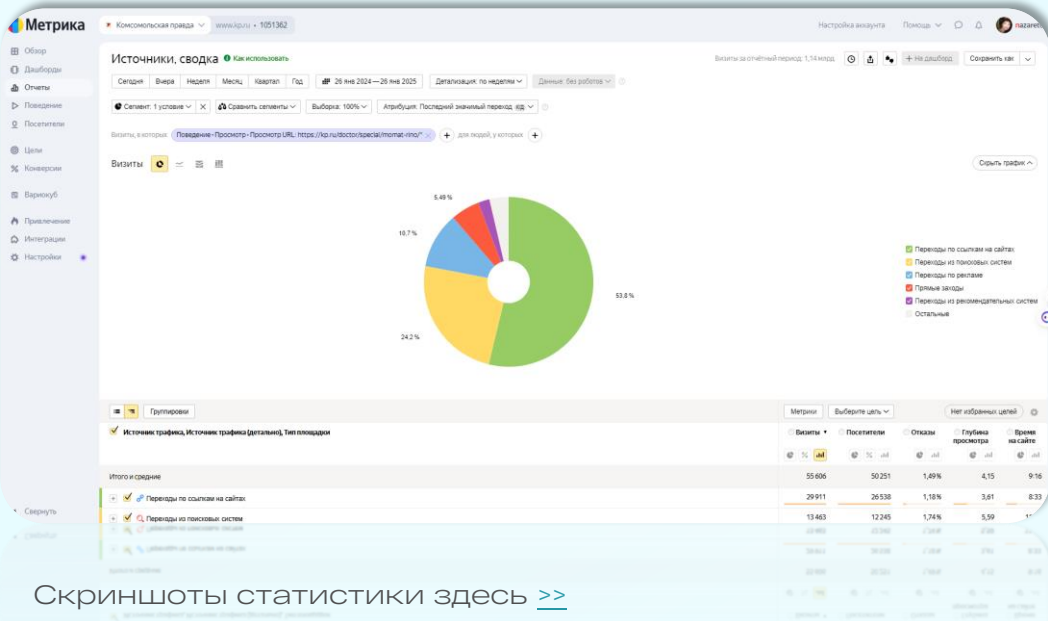 Метрика
Комсомольская правда www.kp.ru • 1051362
Настройка аккаунта Помощь nazaret
Обзор
Дашборды
Отчеты
Поведение
Посетители
Цели
Конверсии
Вариокуб
Привлечение
Интеграции
Настройки
Свернуть
Источники, сводка Как использовать
Визиты за отчётный период: 1,14 млрд + На дашборд Сохранить как
Сегодня Вчера Неделя Месяц Квартал Год 26 янв 2024 — 26 янв 2025 Детализация: по неделям Данные: без роботов
Сегмент: 1 условие × Сравнить сегменты Выборка: 100% Атрибуция: Последний значимый переход
Визиты, в которых Поведение-Просмотр-Просмотр URL: https://kp.ru/doctor/special/momat-rino/* × + для людей, у которых +
Визиты
Скрыть график
5,49 %
10,7 %
24,2 %
53,8 %
Переходы по ссылкам на сайтах
Переходы из поисковых систем
Переходы по рекламе
Прямые заходы
Переходы из рекомендательных систем
Остальные
Группировки
Метрики Выберите цель Нет избранных целей
Источник трафика, Источник трафика (детально), Тип площадки
Визиты Посетители Отказы Глубина просмотра Время на сайте
Итого и средние 55 606 50 251 1,49% 4,15 9:16
Переходы по ссылкам на сайтах 29 911 26 538 1,18% 3,61 8:33
Переходы из поисковых систем 13 463 12 245 1,74% 5,59
Скриншоты статистики здесь >>